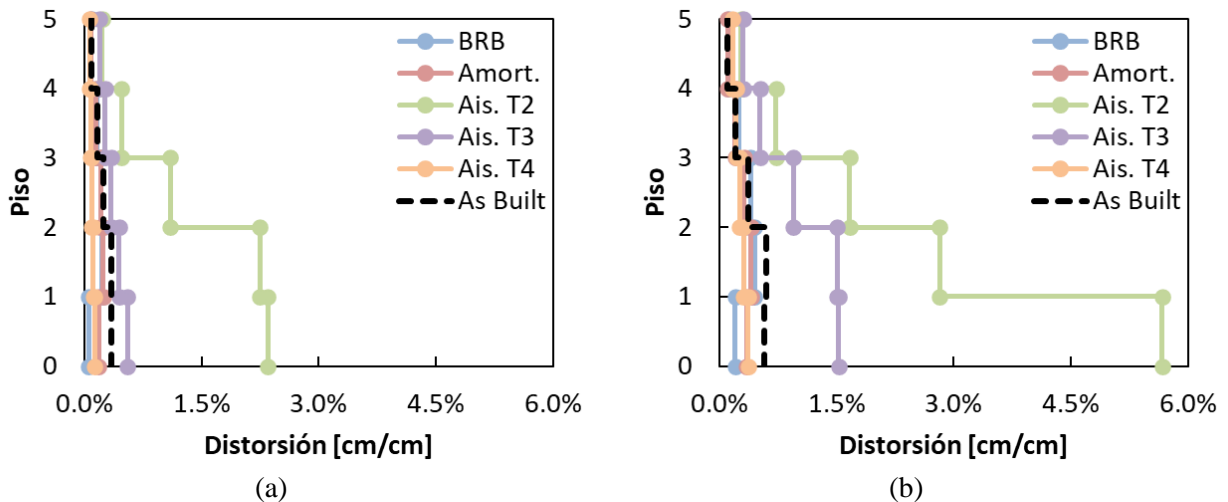 5
4
3
2
1
0
Piso
0.0% 1.5% 3.0% 4.5% 6.0%
Distorsión [cm/cm]
BRB
Amort.
Ais. T2
Ais. T3
Ais. T4
As Built
(a)
5
4
3
2
1
0
Piso
0.0% 1.5% 3.0% 4.5% 6.0%
Distorsión [cm/cm]
BRB
Amort.
Ais. T2
Ais. T3
Ais. T4
As Built
(b)